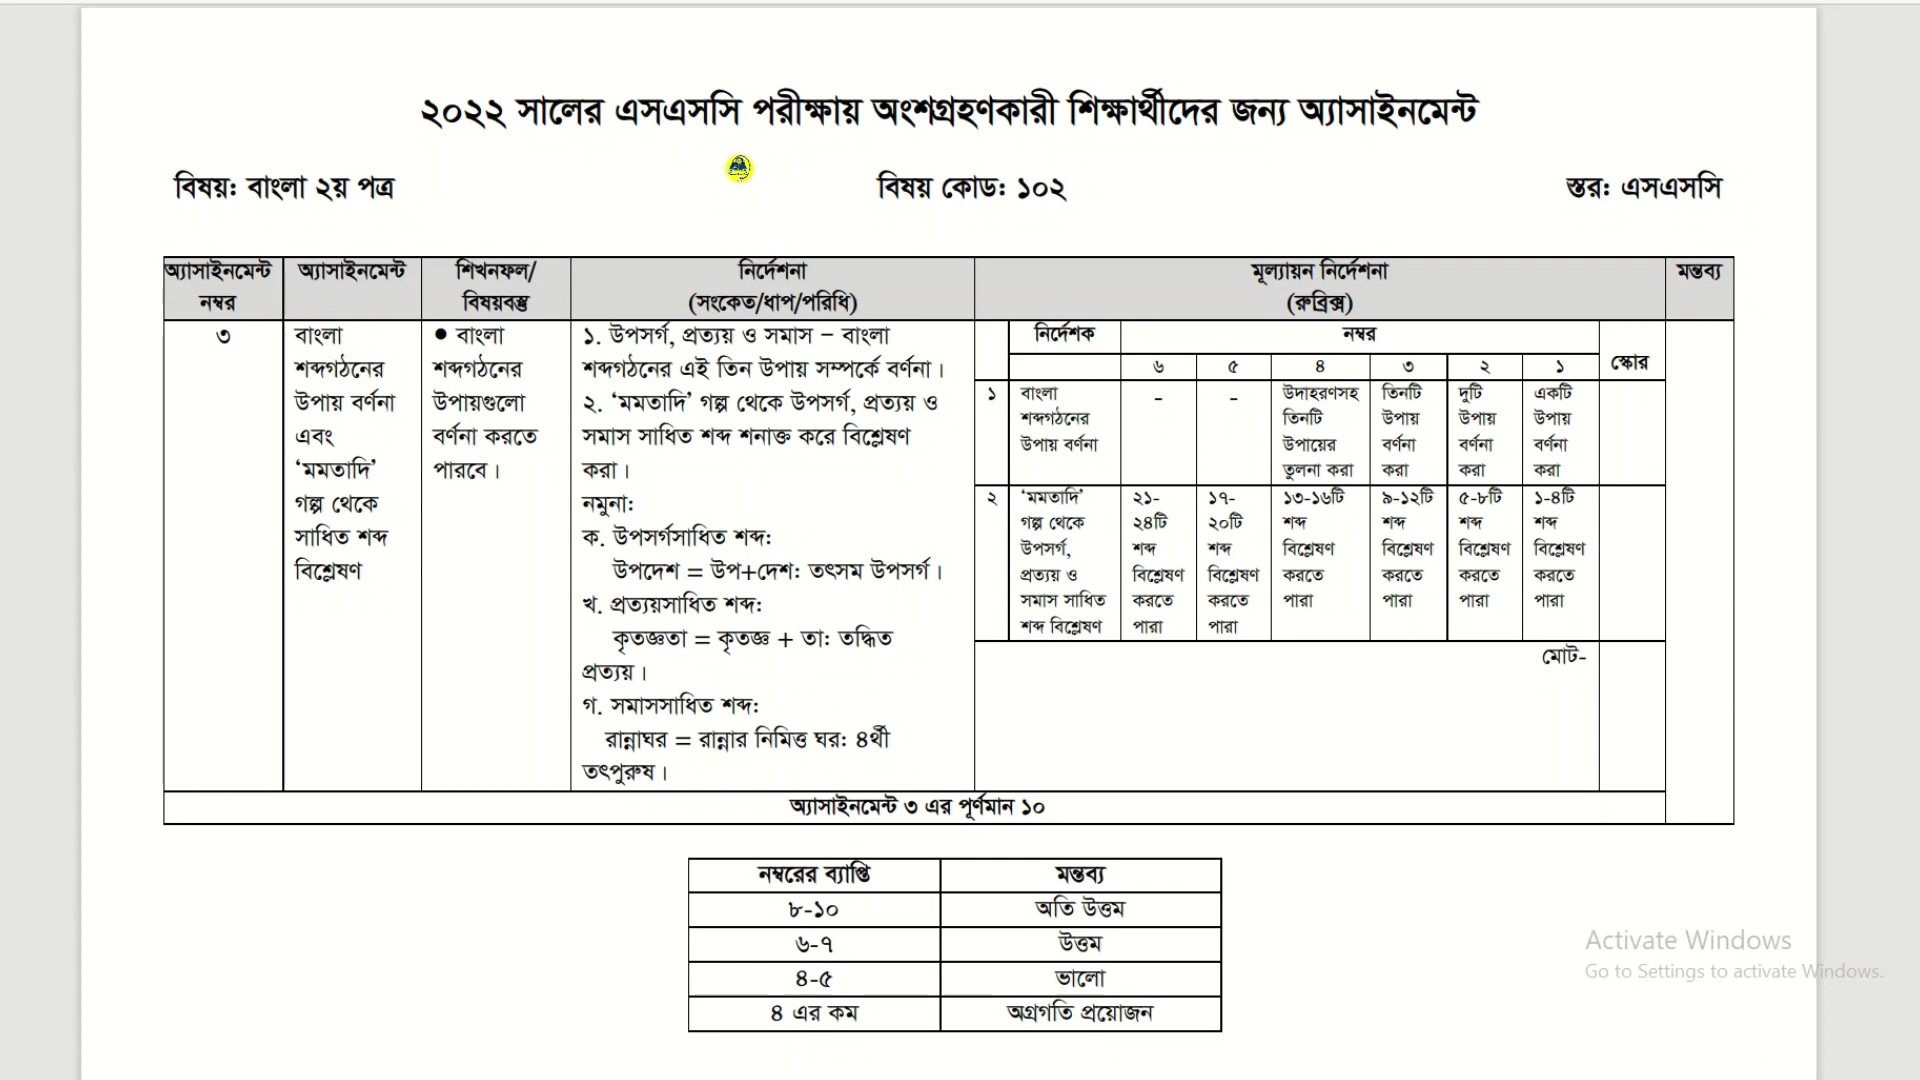 ২০২২ সালের এসএসসি পরীক্ষায় অংশগ্রহণকারী শিক্ষার্থীদের জন্য অ্যাসাইনমেন্ট
বিষয়: বাংলা ২য় পত্র বিষয় কোড: ১০২ স্তর: এসএসসি
অ্যাসাইনমেন্ট নম্বর
অ্যাসাইনমেন্ট
শিখনফল/
বিষয়বস্তু
নির্দেশনা
(সংকেত/ধাপ/পরিধি)
মূল্যায়ন নির্দেশনা
(রুব্রিক্স)
মন্তব্য
৩
বাংলা
শব্দগঠনের
উপায় বর্ণনা
এবং
‘মমতাদি’
গল্প থেকে
সাধিত শব্দ
বিশ্লেষণ
● বাংলা
শব্দগঠনের
উপায়গুলো
বর্ণনা করতে
পারবে।
১. উপসর্গ, প্রত্যয় ও সমাস – বাংলা
শব্দগঠনের এই তিন উপায় সম্পর্কে বর্ণনা।
২. ‘মমতাদি’ গল্প থেকে উপসর্গ, প্রত্যয় ও
সমাস সাধিত শব্দ শনাক্ত করে বিশ্লেষণ
করা।
নমুনা:
ক. উপসর্গসাধিত শব্দ:
উপদেশ = উপ+দেশ: তৎসম উপসর্গ।
খ. প্রত্যয়সাধিত শব্দ:
কৃতজ্ঞতা = কৃতজ্ঞ + তা: তদ্ধিত
প্রত্যয়।
গ. সমাসসাধিত শব্দ:
রান্নাঘর = রান্নার নিমিত্ত ঘর: ৪র্থী
তৎপুরুষ।
নির্দেশক
নম্বর
স্কোর
৬ ৫ ৪ ৩ ২ ১
১
বাংলা
শব্দগঠনের
উপায় বর্ণনা
–
–
উদাহরণসহ
তিনটি
উপায়ের
তুলনা করা
তিনটি
উপায়
বর্ণনা
করা
দুটি
উপায়
বর্ণনা
করা
একটি
উপায়
বর্ণনা
করা
২
‘মমতাদি’
গল্প থেকে
উপসর্গ,
প্রত্যয় ও
সমাস সাধিত
শব্দ বিশ্লেষণ
২১-
২৪টি
শব্দ
বিশ্লেষণ
করতে
পারা
১৭-
২০টি
শব্দ
বিশ্লেষণ
করতে
পারা
১৩-১৬টি
শব্দ
বিশ্লেষণ
করতে
পারা
৯-১২টি
শব্দ
বিশ্লেষণ
করতে
পারা
৫-৮টি
শব্দ
বিশ্লেষণ
করতে
পারা
১-৪টি
শব্দ
বিশ্লেষণ
করতে
পারা
মোট-
অ্যাসাইনমেন্ট ৩ এর পূর্ণমান ১০
নম্বরের ব্যাপ্তি মন্তব্য
৮-১০ অতি উত্তম
৬-৭ উত্তম
৪-৫ ভালো
৪ এর কম অগ্রগতি প্রয়োজন
Activate Windows
Go to Settings to activate Windows.